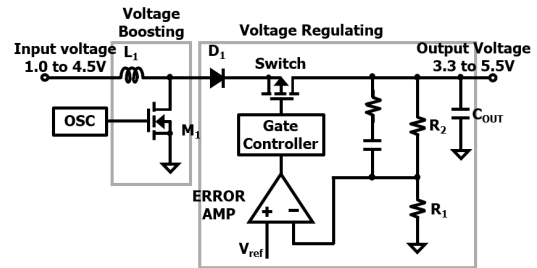 Voltage
Boosting
Voltage Regulating
Input voltage
1.0 to 4.5V
L1
D1
Switch
Output Voltage
3.3 to 5.5V
OSC
M1
Gate
Controller
R2
COUT
ERROR
AMP
+ −
R1
Vref